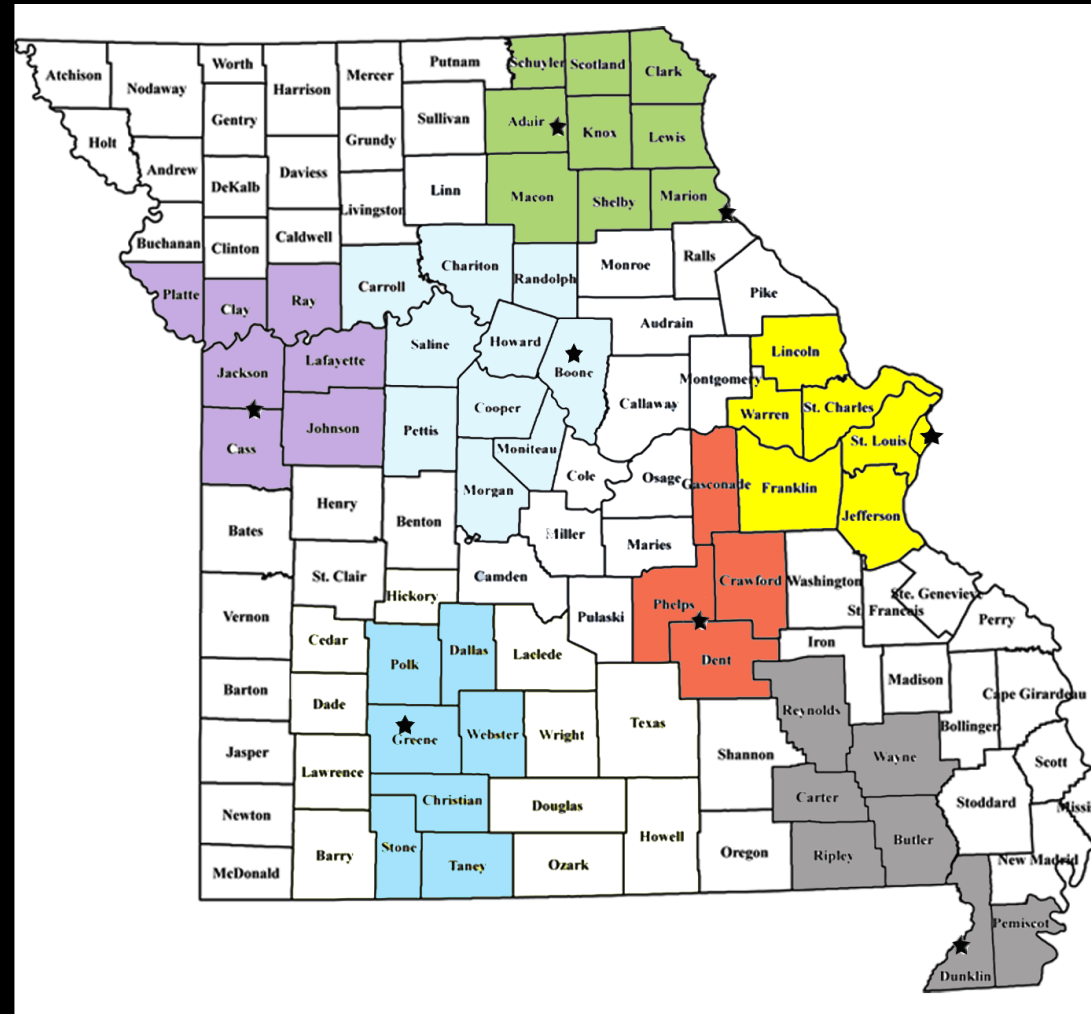 Atchison
Nodaway
Worth
Harrison
Mercer
Putnam
Schuyler
Scotland
Clark
Holt
Gentry
Grundy
Sullivan
Adair
Knox
Lewis
Andrew
DeKalb
Daviess
Livingston
Linn
Macon
Shelby
Marion
Buchanan
Clinton
Caldwell
Chariton
Randolph
Monroe
Ralls
Pike
Platte
Clay
Ray
Carroll
Audrain
Jackson
Lafayette
Saline
Howard
Boone
Callaway
Montgomery
Lincoln
Warren
St. Charles
St. Louis
Cass
Johnson
Pettis
Cooper
Moniteau
Morgan
Cole
Osage
Gasconade
Franklin
Jefferson
Bates
Henry
Benton
Miller
Maries
St. Clair
Camden
Hickory
Phelps
Crawford
Washington
Ste. Genevieve
St. Francois
Perry
Vernon
Cedar
Polk
Dallas
Laclede
Pulaski
Dent
Iron
Madison
Cape Girardeau
Barton
Dade
Greene
Webster
Wright
Texas
Reynolds
Bollinger
Jasper
Lawrence
Shannon
Wayne
Scott
Newton
Christian
Douglas
Carter
Stoddard
Missi
McDonald
Barry
Stone
Taney
Ozark
Howell
Oregon
Ripley
Butler
New Madrid
Pemiscot
Dunklin